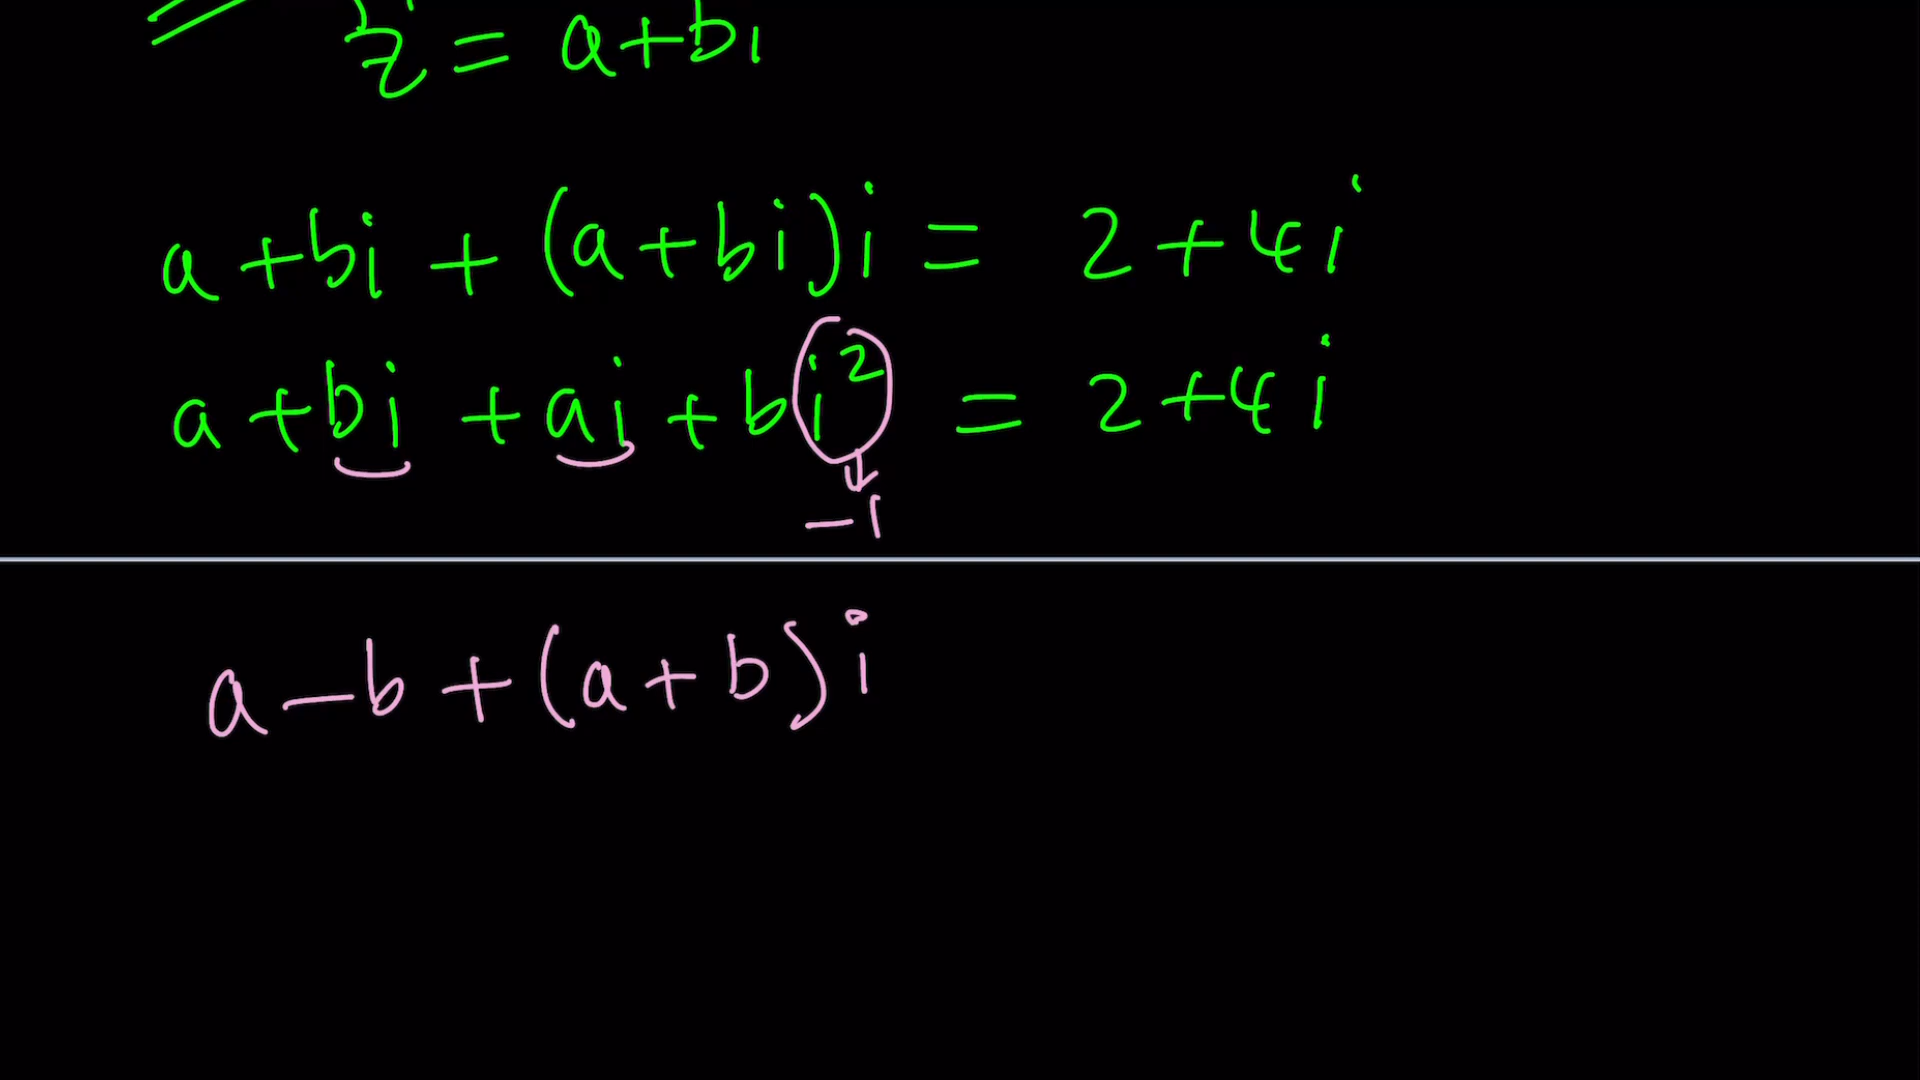 z = a+bi
a+bi + (a+bi)i = 2+4i
a+bi +ai +bi² = 2+4i
-1
a-b+(a+b)i